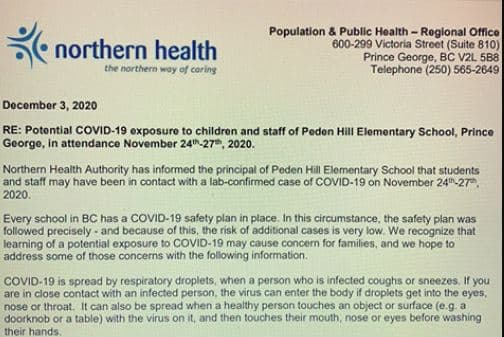 northern health
the northern way of caring
Population & Public Health – Regional Office
600-299 Victoria Street (Suite 810)
Prince George, BC V2L 5B8
Telephone (250) 565-2649
December 3, 2020
RE: Potential COVID-19 exposure to children and staff of Peden Hill Elementary School, Prince
George, in attendance November 24th-27th, 2020.
Northern Health Authority has informed the principal of Peden Hill Elementary School that students
and staff may have been in contact with a lab-confirmed case of COVID-19 on November 24th-27th,
2020.
Every school in BC has a COVID-19 safety plan in place. In this circumstance, the safety plan was
followed precisely - and because of this, the risk of additional cases is very low. We recognize that
learning of a potential exposure to COVID-19 may cause concern for families, and we hope to
address some of those concerns with the following information.
COVID-19 is spread by respiratory droplets, when a person who is infected coughs or sneezes. If you
are in close contact with an infected person, the virus can enter the body if droplets get into the eyes,
nose or throat. It can also be spread when a healthy person touches an object or surface (e.g. a
doorknob or a table) with the virus on it, and then touches their mouth, nose or eyes before washing
their hands.